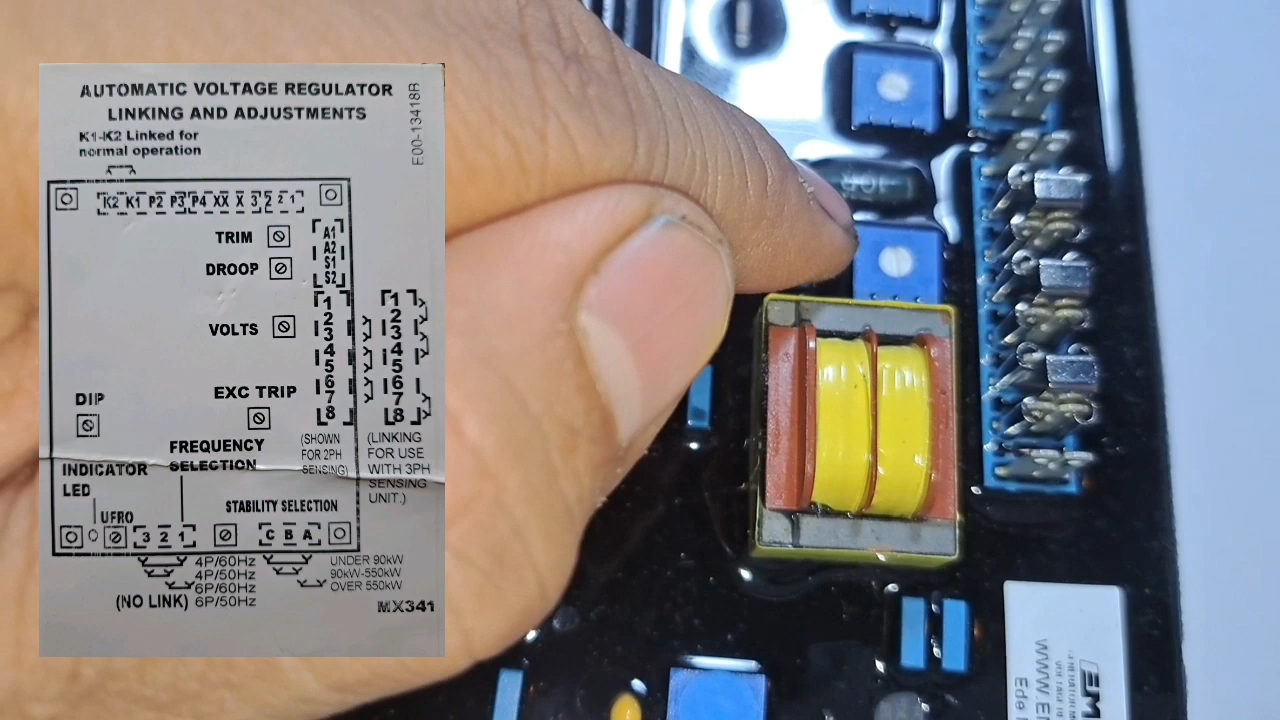 AUTOMATIC VOLTAGE REGULATOR
LINKING AND ADJUSTMENTS
E00-13418R
K1-K2 Linked for
normal operation
K2 K1 P2 P3 P4 XX X 3 2 2 1
TRIM
A1
A2
DROOP
S1
S2
VOLTS
1 1
2 2
3 3
4 4
5 5
6 6
7 7
8 8
EXC TRIP
DIP
FREQUENCY
SELECTION
(SHOWN
FOR 2PH
SENSING)
(LINKING
FOR USE
WITH 3PH
SENSING
UNIT.)
INDICATOR
LED
STABILITY SELECTION
UFRO
3 2 1
C B A
4P/60Hz
4P/50Hz
6P/60Hz
(NO LINK) 6P/50Hz
UNDER 90kW
90kW-550kW
OVER 550kW
MX341